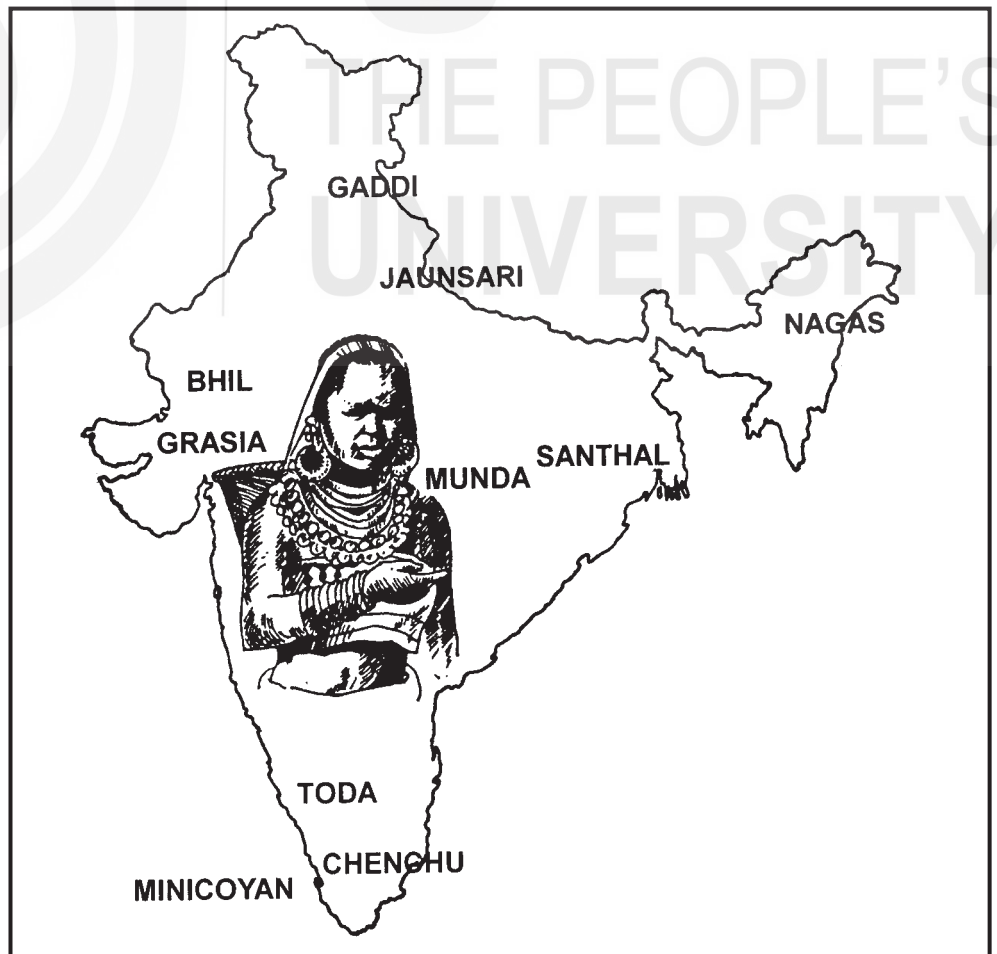 THE PEOPLE'S
UNIVERSITY
GADDI
JAUNSARI
NAGAS
BHIL
GRASIA
SANTHAL
MUNDA
TODA
CHENCHU
MINICOYAN